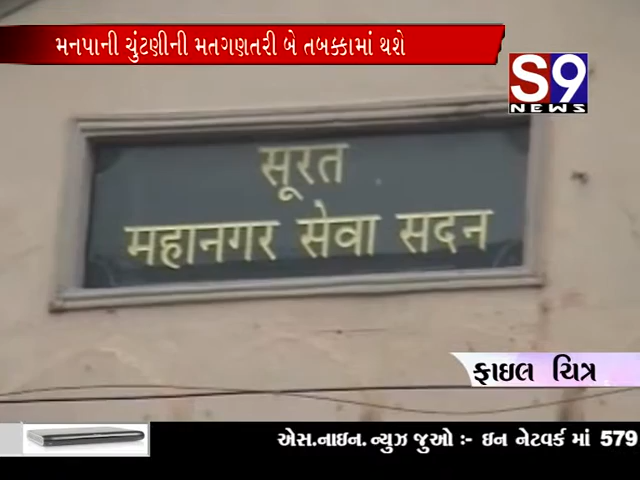 મનપાની ચુંટણીની મતગણતરી બે તબક્કામાં થશે
S9
NEWS
सूरत
महानगर सेवा सदन
ફાઇલ ચિત્ર
એસ.નાઇન. ન્યુઝ જુઓ :- ઇન નેટવર્ક માં 579